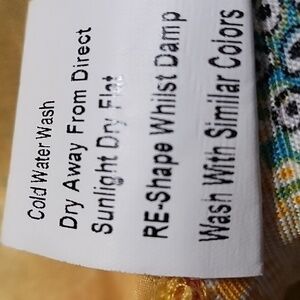 Cold Water Wash
Dry Away From Direct
Sunlight Dry Flat
RE-Shape Whilst Damp
Wash With Similar Colors